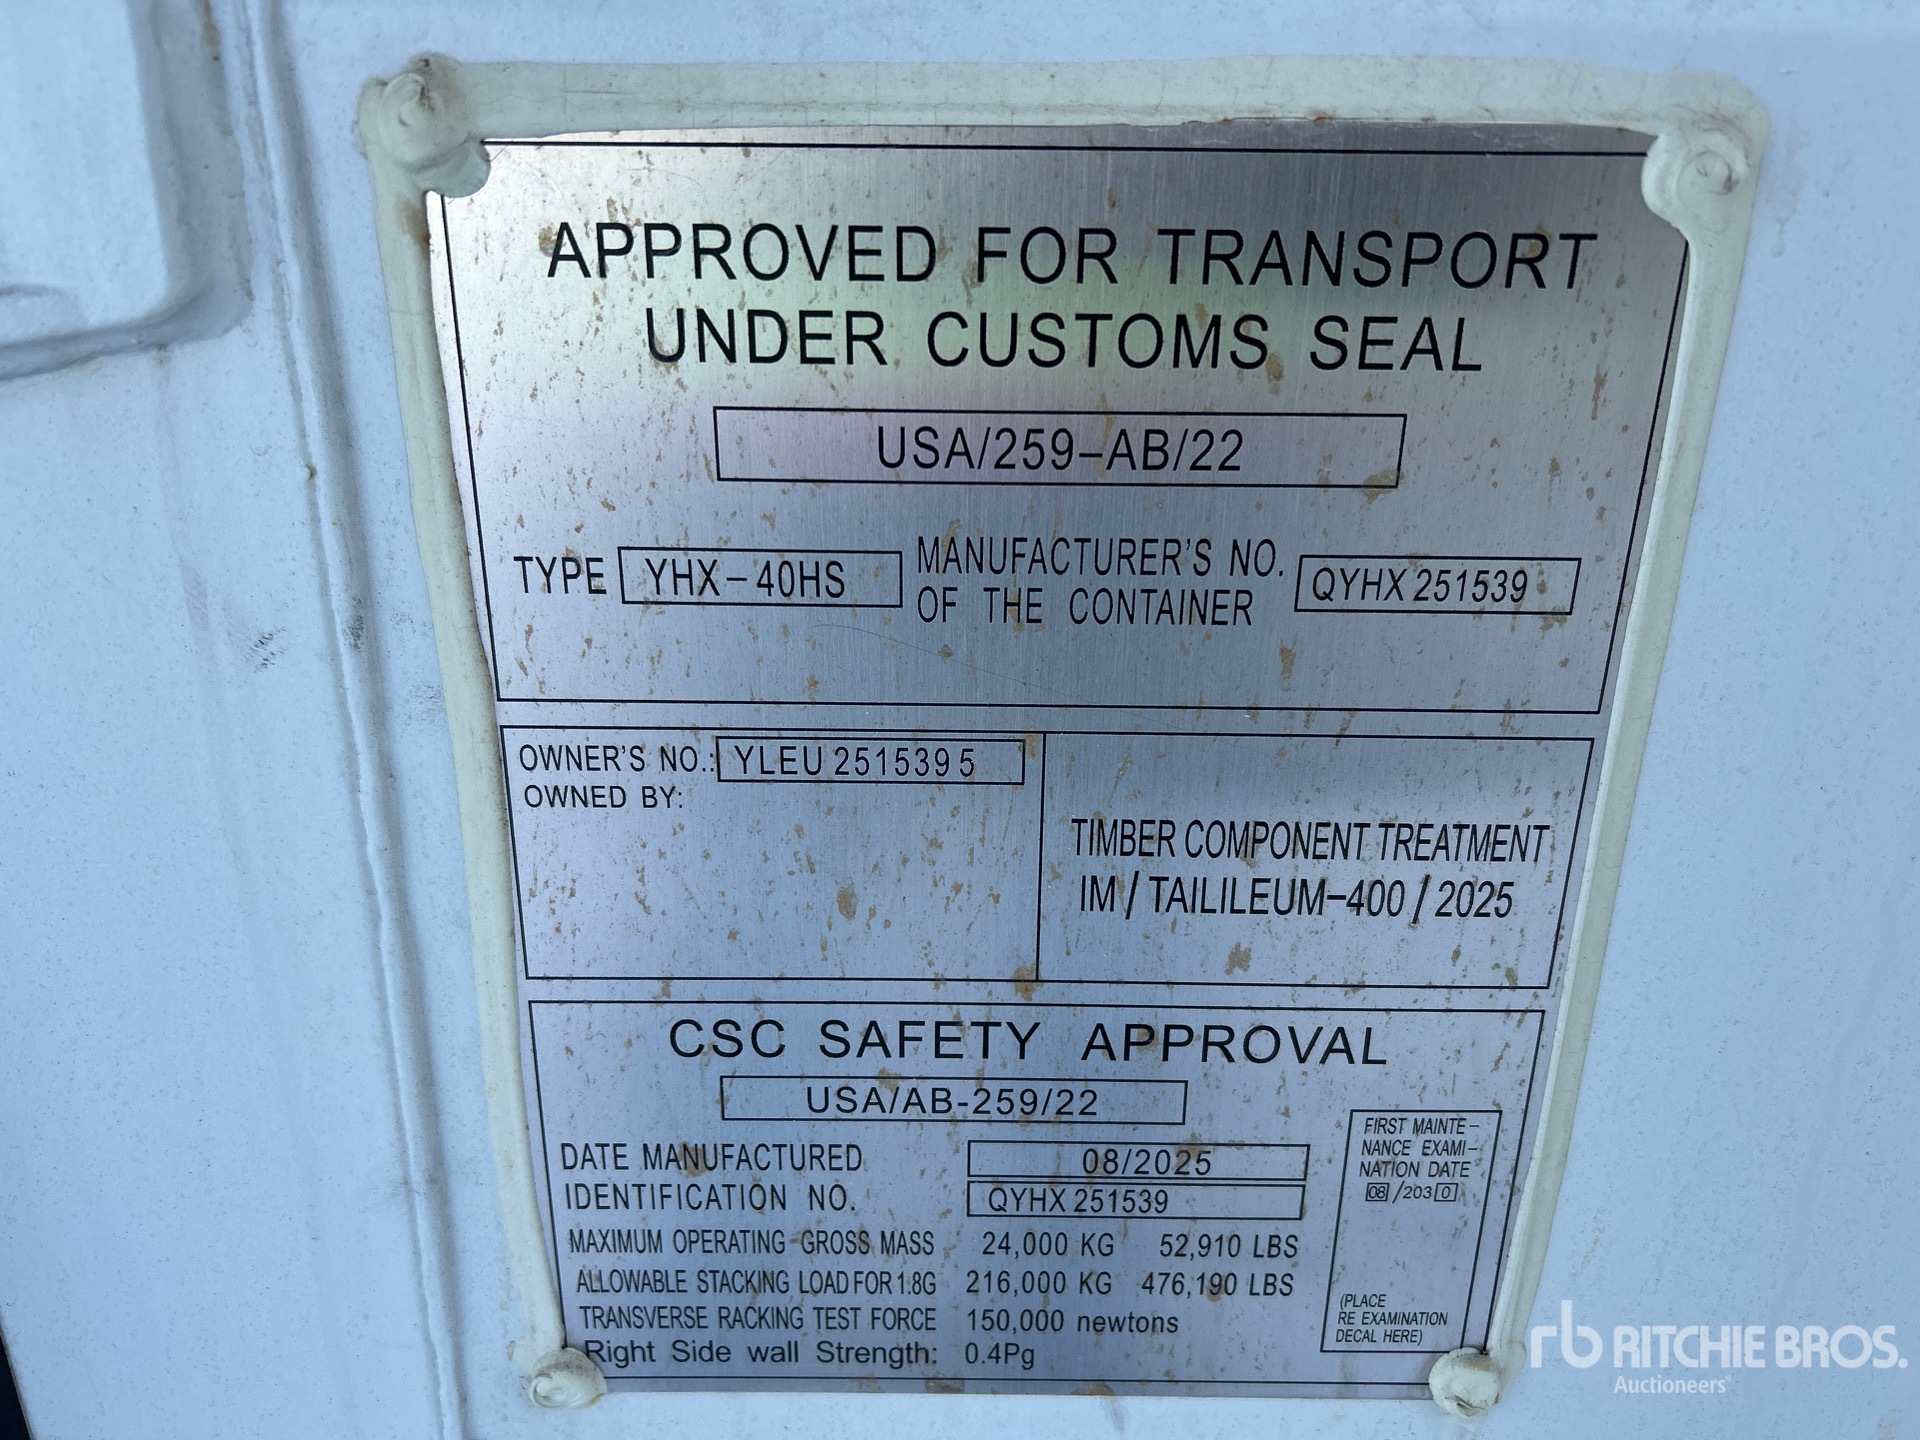 APPROVED FOR TRANSPORT
UNDER CUSTOMS SEAL
USA/259-AB/22
TYPE YHX-40HS
MANUFACTURER'S NO.
OF THE CONTAINER
QYHX 251539
OWNER'S NO.: YLEU 251539 5
OWNED BY:
TIMBER COMPONENT TREATMENT
IM / TAILILEUM-400 / 2025
CSC SAFETY APPROVAL
USA/AB-259/22
DATE MANUFACTURED 08/2025
IDENTIFICATION NO. QYHX 251539
MAXIMUM OPERATING GROSS MASS 24,000 KG 52,910 LBS
ALLOWABLE STACKING LOAD FOR 1.8G 216,000 KG 476,190 LBS
TRANSVERSE RACKING TEST FORCE 150,000 newtons
Right Side wall Strength: 0.4Pg
FIRST MAINTE-
NANCE EXAMI-
NATION DATE
08/2030
(PLACE
RE EXAMINATION
DECAL HERE)
rb RITCHIE BROS.
Auctioneers